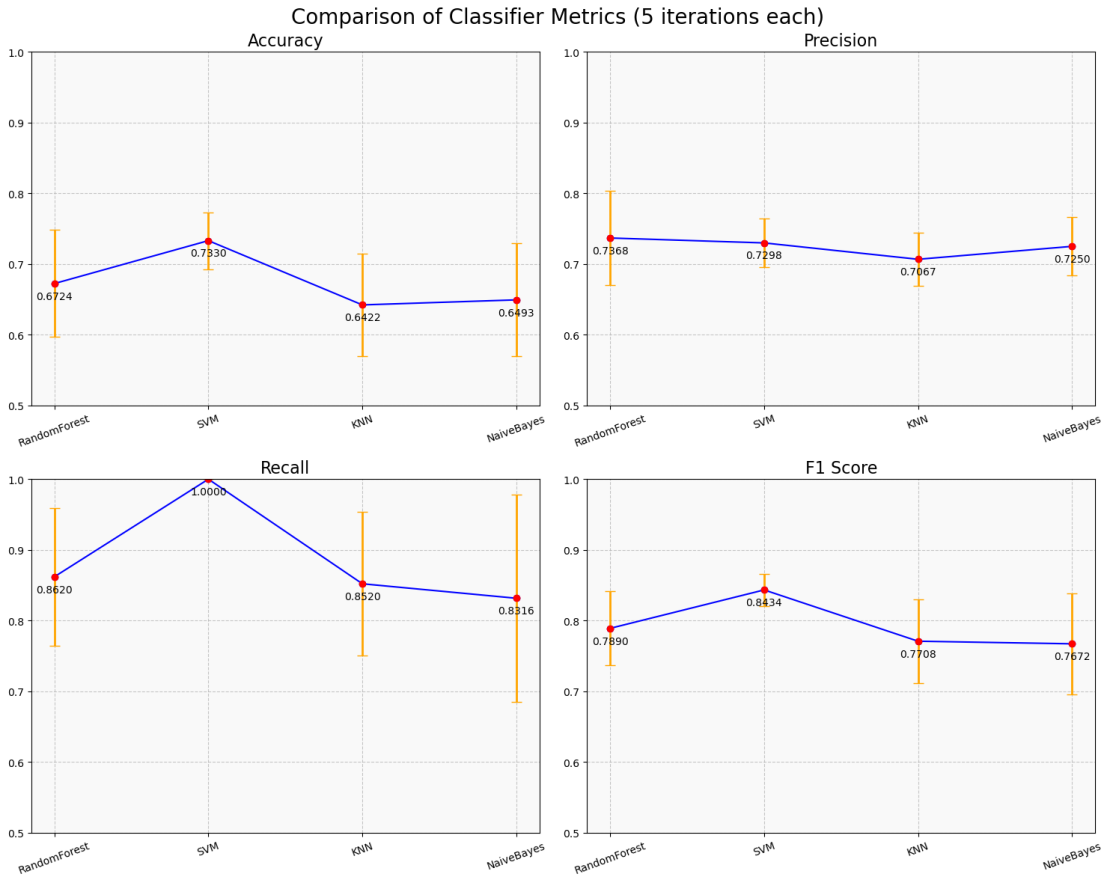 Comparison of Classifier Metrics (5 iterations each)
Accuracy
1.0
0.9
0.8
0.7
0.6
0.5
0.6724
0.7330
0.6422
0.6493
RandomForest
SVM
KNN
NaiveBayes
Precision
1.0
0.9
0.8
0.7
0.6
0.5
0.7368
0.7298
0.7067
0.7250
RandomForest
SVM
KNN
NaiveBayes
Recall
1.0
0.9
0.8
0.7
0.6
0.5
0.8620
1.0000
0.8520
0.8316
RandomForest
SVM
KNN
NaiveBayes
F1 Score
1.0
0.9
0.8
0.7
0.6
0.5
0.7890
0.8434
0.7708
0.7672
RandomForest
SVM
KNN
NaiveBayes